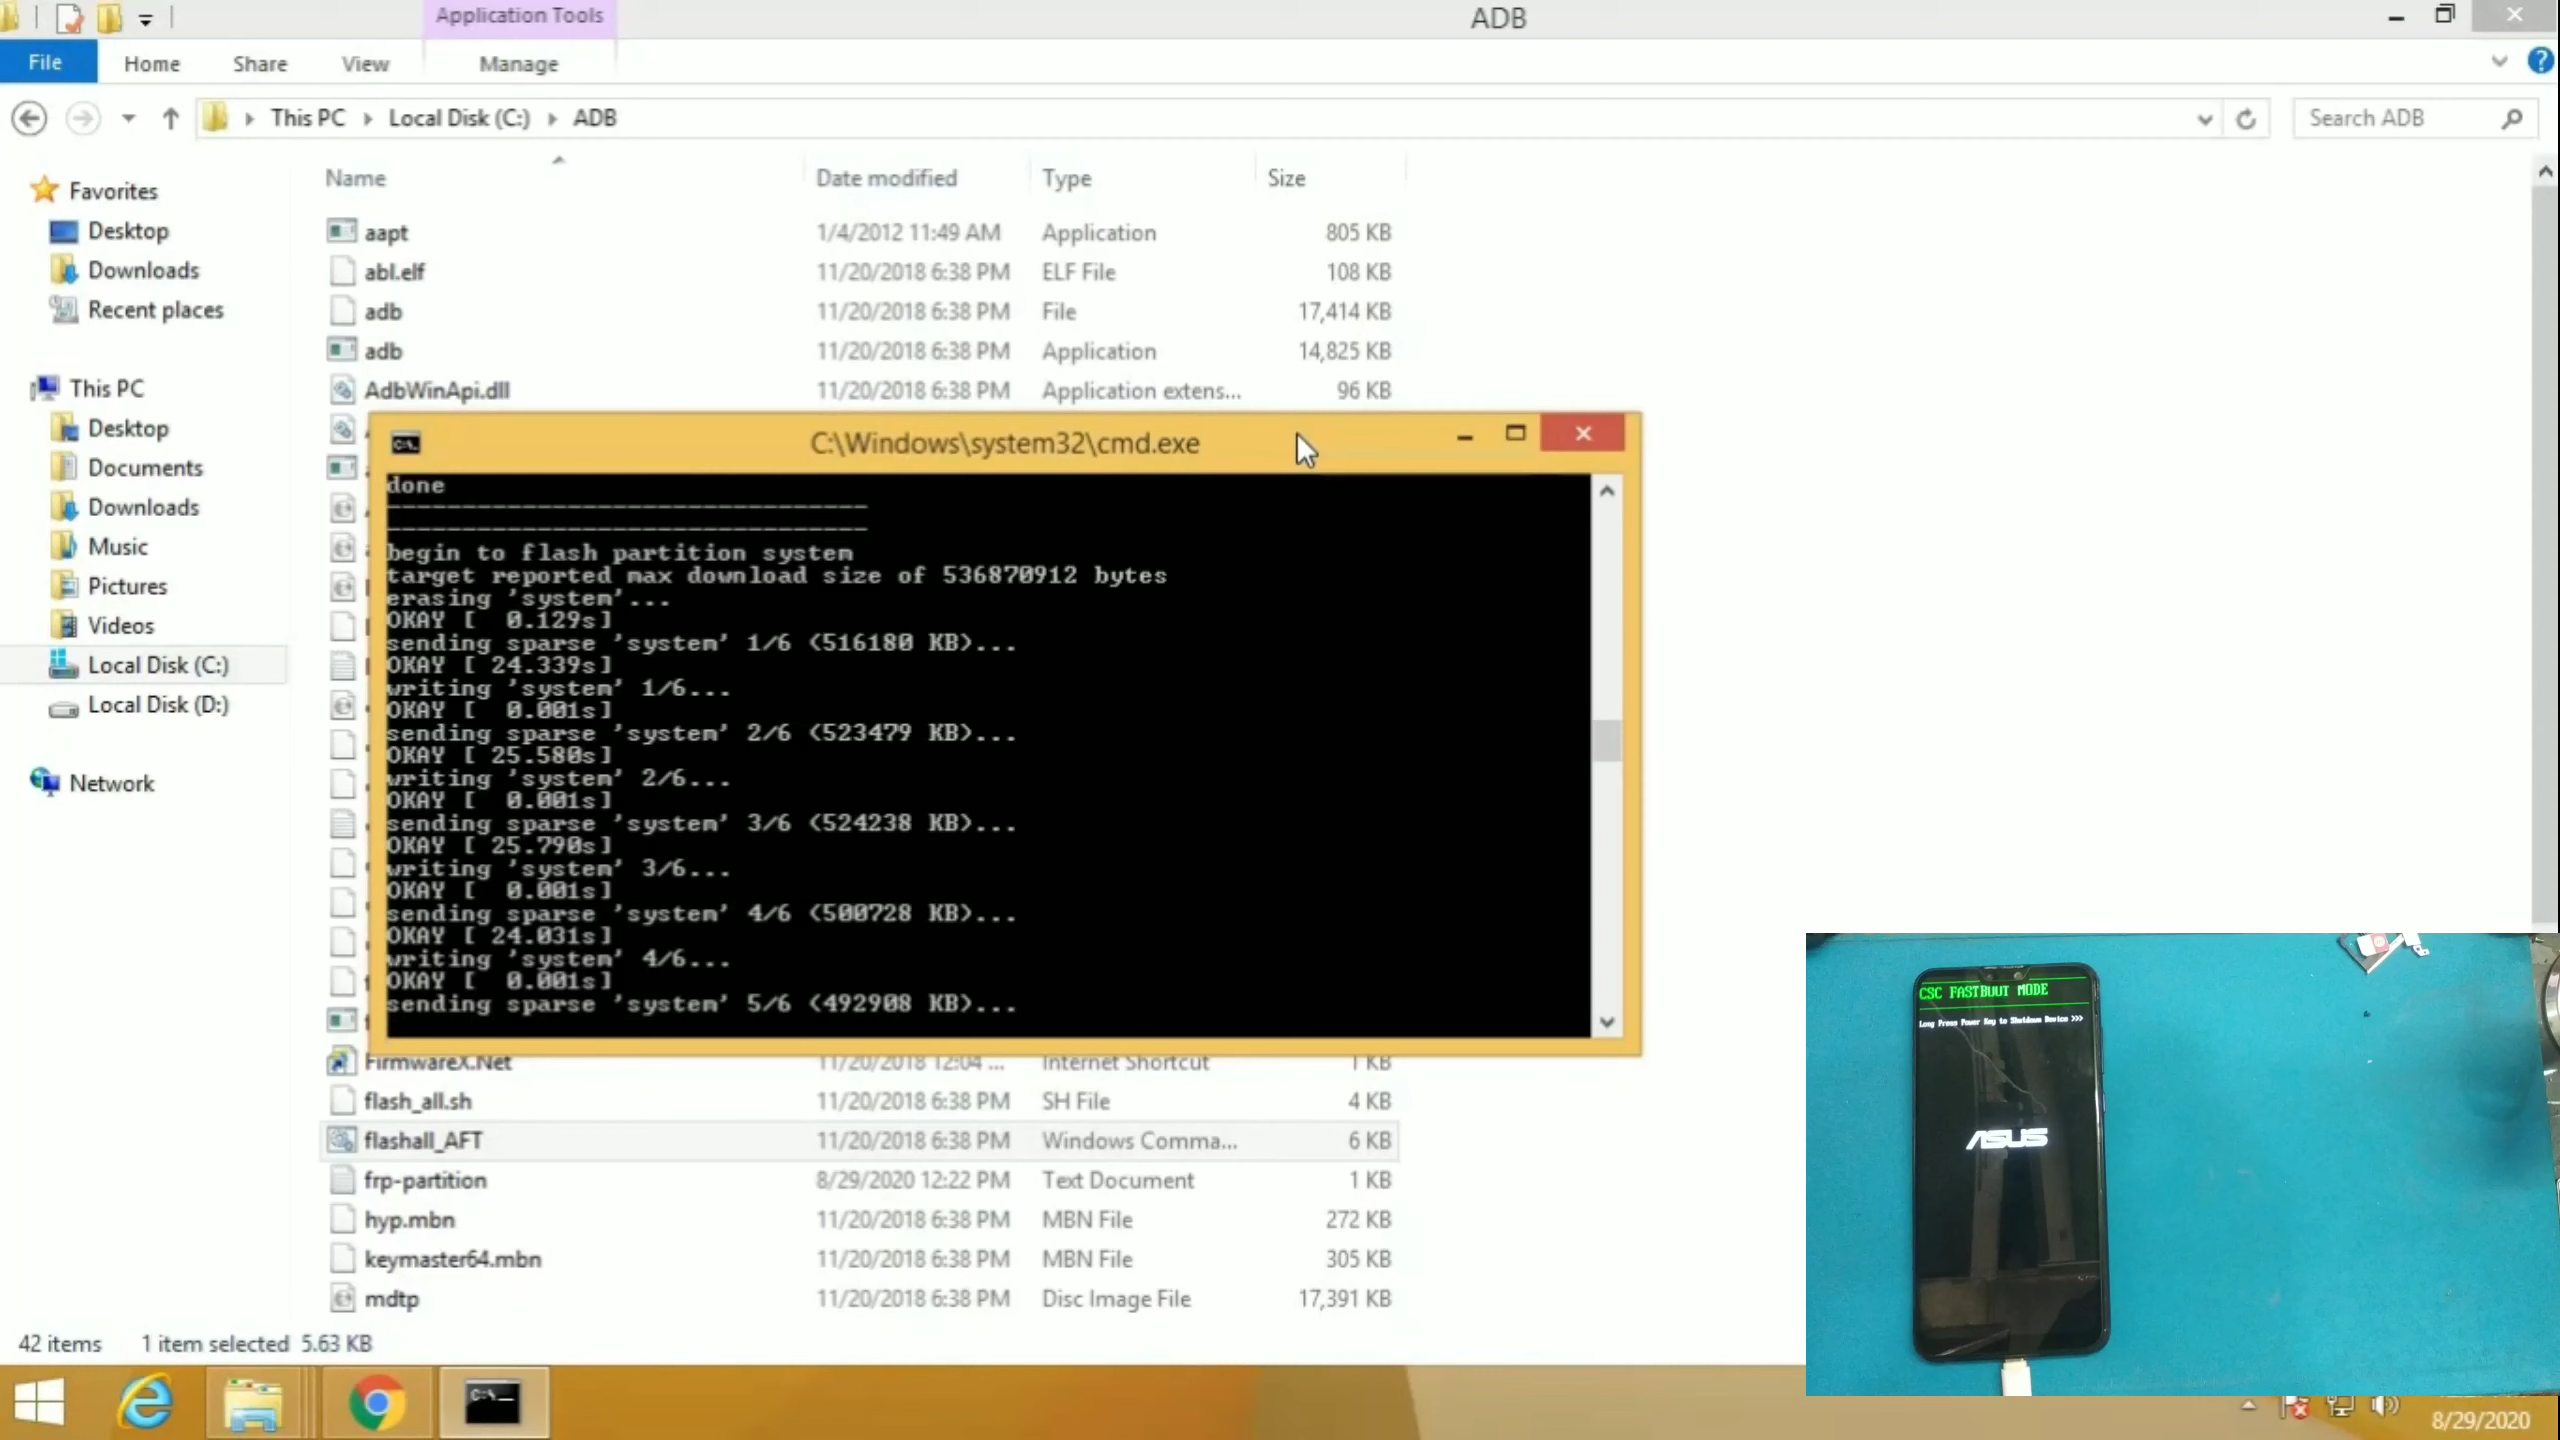 Application Tools
ADB
File
Home
Share
View
Manage
This PC
Local Disk (C:)
ADB
Search ADB
Name
Date modified
Type
Size
Favorites
Desktop
Downloads
Recent places
This PC
Desktop
Documents
Downloads
Music
Pictures
Videos
Local Disk (C:)
Local Disk (D:)
Network
aapt 1/4/2012 11:49 AM Application 805 KB
abl.elf 11/20/2018 6:38 PM ELF File 108 KB
adb 11/20/2018 6:38 PM File 17,414 KB
adb 11/20/2018 6:38 PM Application 14,825 KB
AdbWinApi.dll 11/20/2018 6:38 PM Application extens... 96 KB
C:\Windows\system32\cmd.exe
done
--------------------------------
--------------------------------
begin to flash partition system
target reported max download size of 536870912 bytes
erasing 'system'...
OKAY [  0.129s]
sending sparse 'system' 1/6 (516180 KB)...
OKAY [ 24.339s]
writing 'system' 1/6...
OKAY [  0.001s]
sending sparse 'system' 2/6 (523479 KB)...
OKAY [ 25.580s]
writing 'system' 2/6...
OKAY [  0.001s]
sending sparse 'system' 3/6 (524238 KB)...
OKAY [ 25.790s]
writing 'system' 3/6...
OKAY [  0.001s]
sending sparse 'system' 4/6 (500728 KB)...
OKAY [ 24.031s]
writing 'system' 4/6...
OKAY [  0.001s]
sending sparse 'system' 5/6 (492908 KB)...
FirmwareX.Net 11/20/2018 12:04 ... Internet Shortcut 1 KB
flash_all.sh 11/20/2018 6:38 PM SH File 4 KB
flashall_AFT 11/20/2018 6:38 PM Windows Comma... 6 KB
frp-partition 8/29/2020 12:22 PM Text Document 1 KB
hyp.mbn 11/20/2018 6:38 PM MBN File 272 KB
keymaster64.mbn 11/20/2018 6:38 PM MBN File 305 KB
mdtp 11/20/2018 6:38 PM Disc Image File 17,391 KB
42 items
1 item selected 5.63 KB
CSC FASTBOOT MODE
Long Press Power Key to Shutdown Device >>>
ASUS
8/29/2020